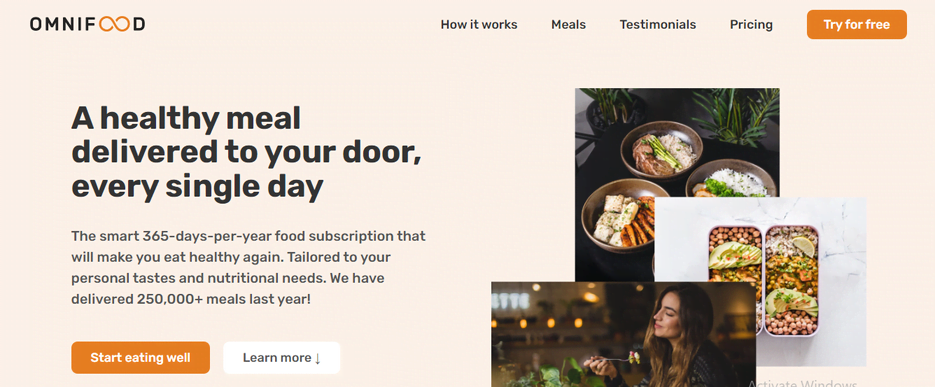 OMNIFOOD
How it works
Meals
Testimonials
Pricing
Try for free
A healthy meal
delivered to your door,
every single day
The smart 365-days-per-year food subscription that
will make you eat healthy again. Tailored to your
personal tastes and nutritional needs. We have
delivered 250,000+ meals last year!
Start eating well
Learn more ↓
Activate Windows